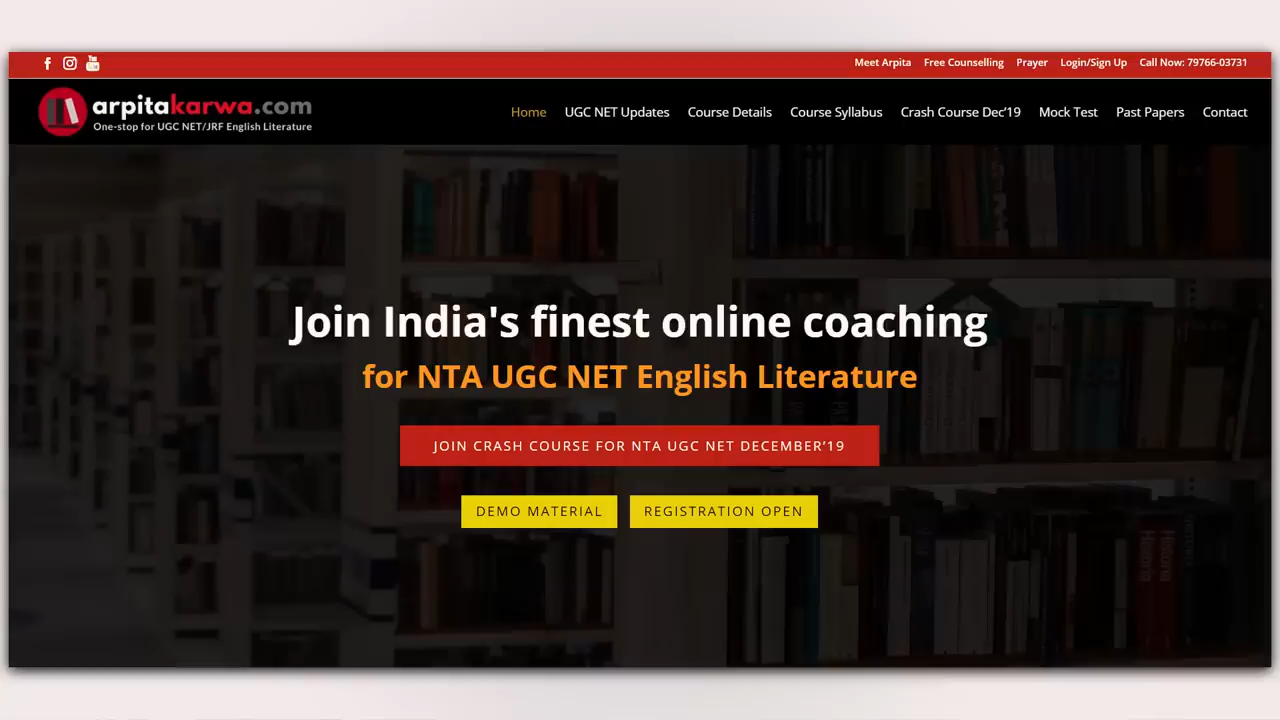 Meet Arpita Free Counselling Prayer Login/Sign Up Call Now: 79766-03731
arpitakarwa.com
One-stop for UGC NET/JRF English Literature
Home UGC NET Updates Course Details Course Syllabus Crash Course Dec’19 Mock Test Past Papers Contact
Join India's finest online coaching
for NTA UGC NET English Literature
JOIN CRASH COURSE FOR NTA UGC NET DECEMBER’19
DEMO MATERIAL REGISTRATION OPEN